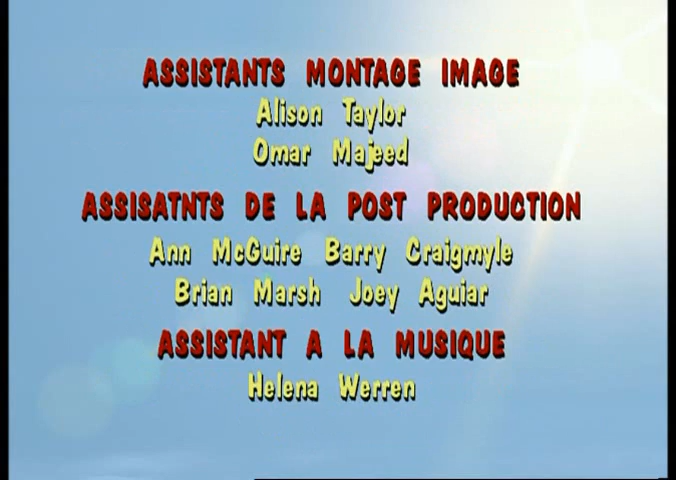 ASSISTANTS MONTAGE IMAGE
Alison Taylor
Omar Majeed
ASSISATNTS DE LA POST PRODUCTION
Ann McGuire Barry Craigmyle
Brian Marsh Joey Aguiar
ASSISTANT A LA MUSIQUE
Helena Werren